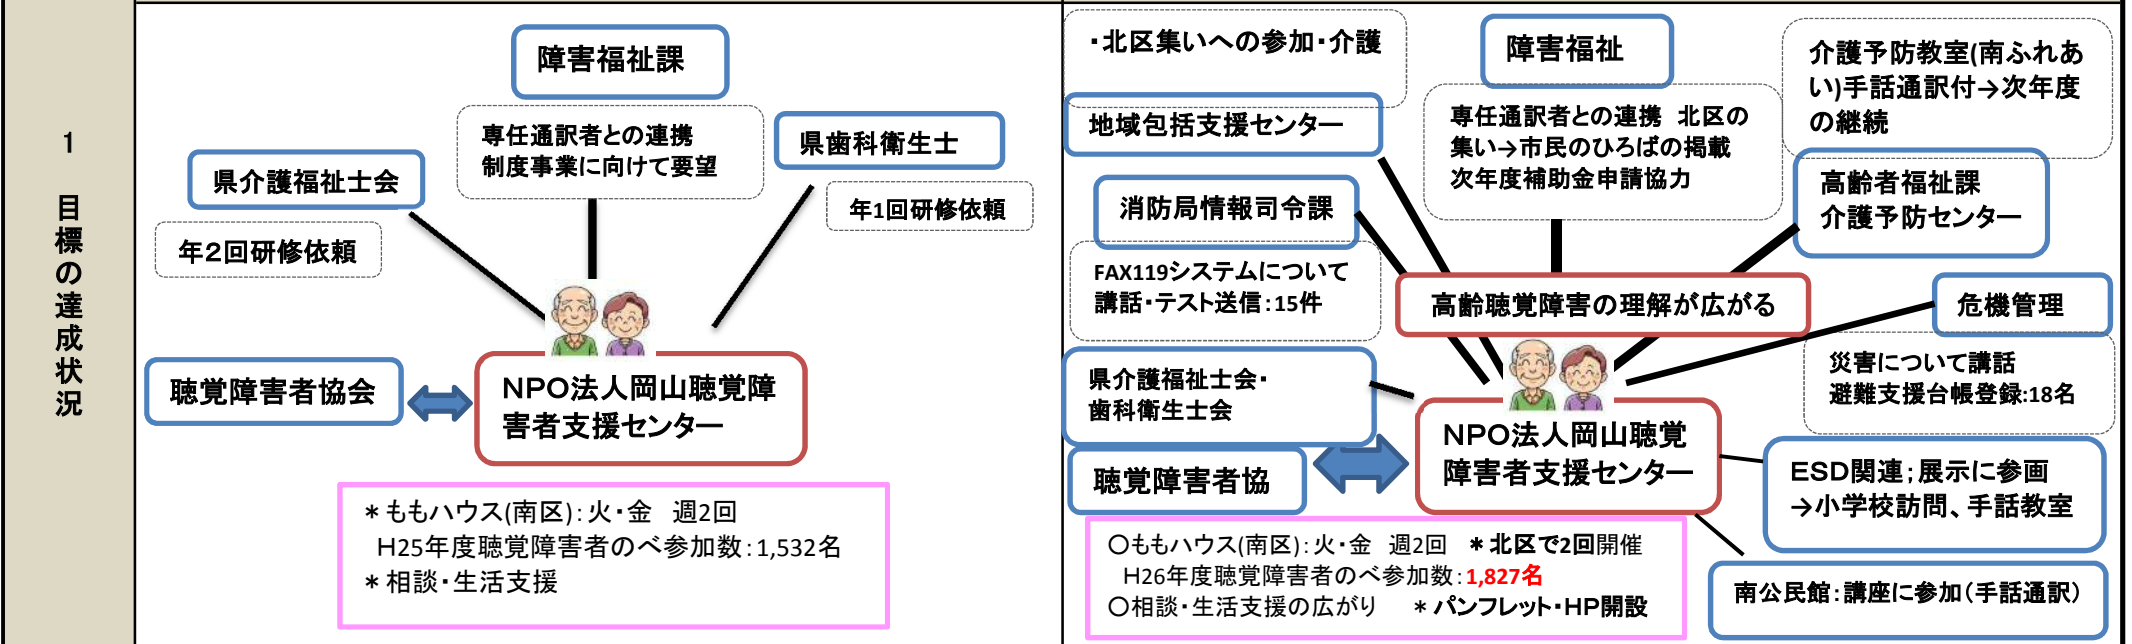 1 目標の達成状況
障害福祉課
専任通訳者との連携
制度事業に向けて要望
県歯科衛生士
年1回研修依頼
県介護福祉士会
年２回研修依頼
聴覚障害者協会
NPO法人岡山聴覚障
害者支援センター
＊ももハウス(南区)：火・金　週2回
H25年度聴覚障害者のべ参加数：1,532名
＊相談・生活支援
・北区集いへの参加・介護
地域包括支援センター
障害福祉
専任通訳者との連携　北区の
集い→市民のひろばの掲載
次年度補助金申請協力
介護予防教室(南ふれあ
い)手話通訳付→次年度
の継続
高齢者福祉課
介護予防センター
消防局情報司令課
FAX119システムについて
講話・テスト送信：15件
高齢聴覚障害の理解が広がる
危機管理
災害について講話
避難支援台帳登録:18名
県介護福祉士会・
歯科衛生士会
聴覚障害者協
NPO法人岡山聴覚
障害者支援センター
ESD関連；展示に参画
→小学校訪問、手話教室
南公民館：講座に参加（手話通訳）
〇ももハウス(南区)：火・金　週2回　＊北区で2回開催
H26年度聴覚障害者のべ参加数：1,827名
〇相談・生活支援の広がり　＊パンフレット・HP開設